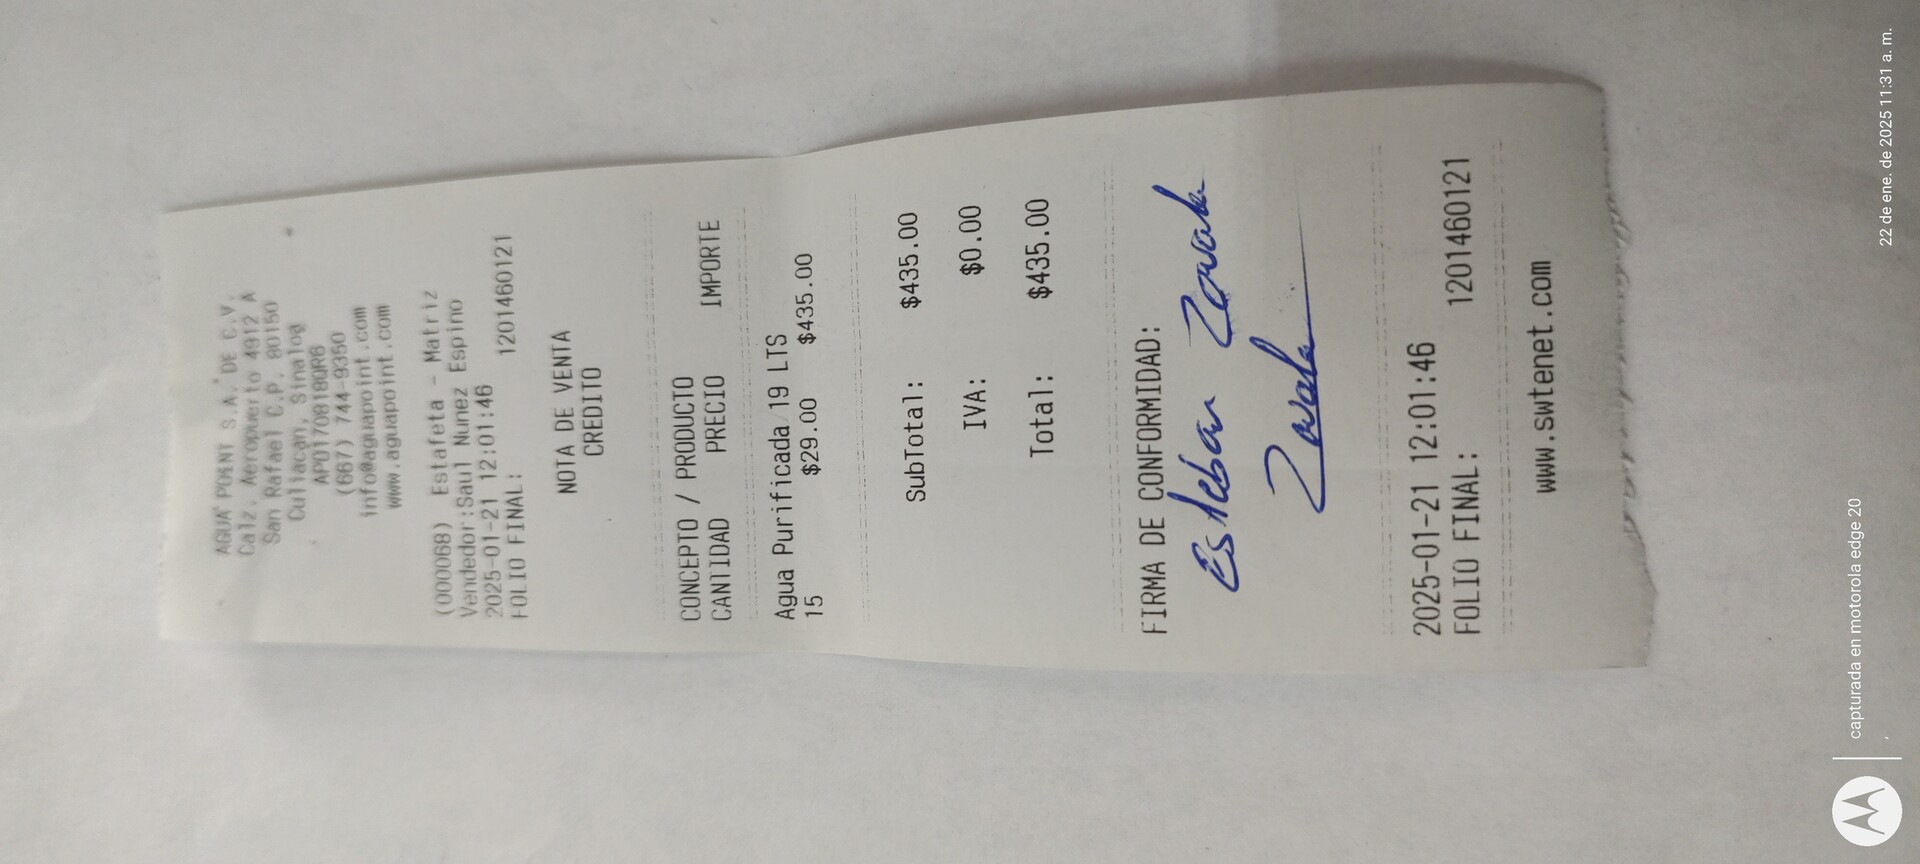 AGUA POINT S.A. DE C.V.
Calz. Aeropuerto 4912 A
San Rafael C.P. 80150
Culiacan, Sinaloa
APO170818QR6
(667) 744-9350
info@aguapoint.com
www.aguapoint.com
(000068) Estafeta - Matriz
Vendedor:Saul Nunez Espino
2025-01-21 12:01:46
FOLIO FINAL: 1201460121
NOTA DE VENTA
CREDITO
CONCEPTO / PRODUCTO
CANTIDAD PRECIO IMPORTE
Agua Purificada 19 LTS
15 $29.00 $435.00
SubTotal: $435.00
IVA: $0.00
Total: $435.00
FIRMA DE CONFORMIDAD:
Esteban Zavala
Zavala
2025-01-21 12:01:46
FOLIO FINAL: 1201460121
www.swtenet.com
capturada en motorola edge 20
22 de ene. de 2025 11:31 a. m.